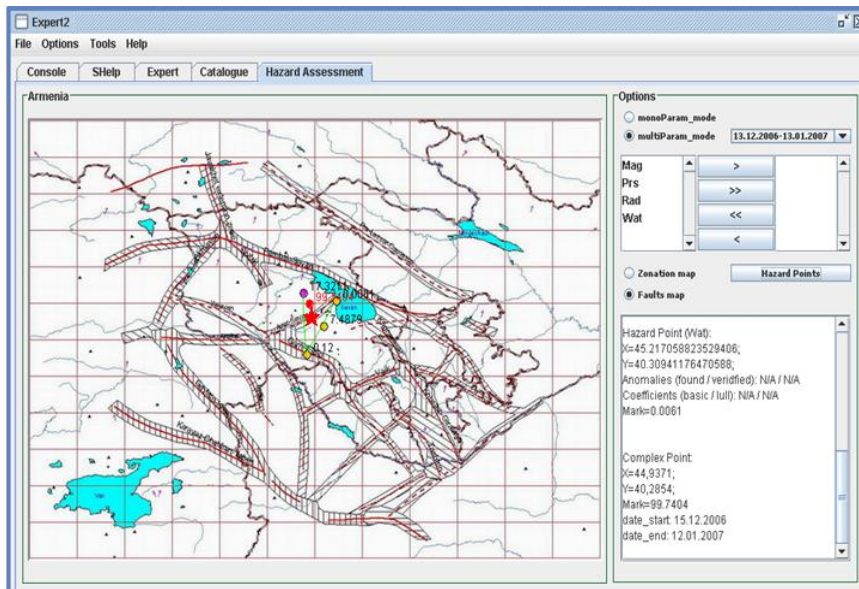 Expert2
File Options Tools Help
Console SHelp Expert Catalogue Hazard Assessment
Armenia
Options
monoParam_mode
multiParam_mode 13.12.2006-13.01.2007
Mag
Prs
Rad
Wat
>
>>
<<
<
Zonation map Hazard Points
Faults map
Hazard Point (Wat):
X=45.217058823529406;
Y=40.30941176470588;
Anomalies (found / veridfied): N/A / N/A
Coefficients (basic / lull): N/A / N/A
Mark=0.0061
Complex Point:
X=44,9371;
Y=40,2854;
Mark=99.7404
date_start: 15.12.2006
date_end: 12.01.2007
7.4879
0.12
Van